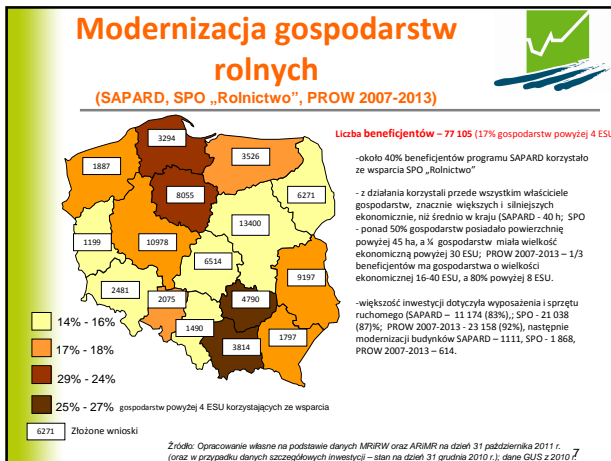 Modernizacja gospodarstw
rolnych
(SAPARD, SPO „Rolnictwo”, PROW 2007-2013)
Liczba beneficjentów – 77 105 (17% gospodarstw powyżej 4 ESU
-około 40% beneficjentów programu SAPARD korzystało
ze wsparcia SPO „Rolnictwo”
- z działania korzystali przede wszystkim właściciele
gospodarstw, znacznie większych i silniejszych
ekonomicznie, niż średnio w kraju (SAPARD - 40 h; SPO
- ponad 50% gospodarstw posiadało powierzchnię
powyżej 45 ha, a ¼ gospodarstw miała wielkość
ekonomiczną powyżej 30 ESU; PROW 2007-2013 – 1/3
beneficjentów ma gospodarstwa o wielkości
ekonomicznej 16-40 ESU, a 80% powyżej 8 ESU.
-większość inwestycji dotyczyła wyposażenia i sprzętu
ruchomego (SAPARD – 11 174 (83%),; SPO - 21 038
(87)%; PROW 2007-2013 - 23 158 (92%), następnie
modernizacji budynków SAPARD – 1111, SPO - 1 868,
PROW 2007-2013 – 614.
3294
1887
3526
8055
6271
13400
1199
10978
6514
9197
2481
2075
4790
1490
3814
1797
14% - 16%
17% - 18%
29% - 24%
25% - 27% gospodarstw powyżej 4 ESU korzystających ze wsparcia
6271 Złożone wnioski
Źródło: Opracowanie własne na podstawie danych MRiRW oraz ARiMR na dzień 31 października 2011 r.
(oraz w przypadku danych szczegółowych inwestycji – stan na dzień 31 grudnia 2010 r.); dane GUS z 2010 r.
7